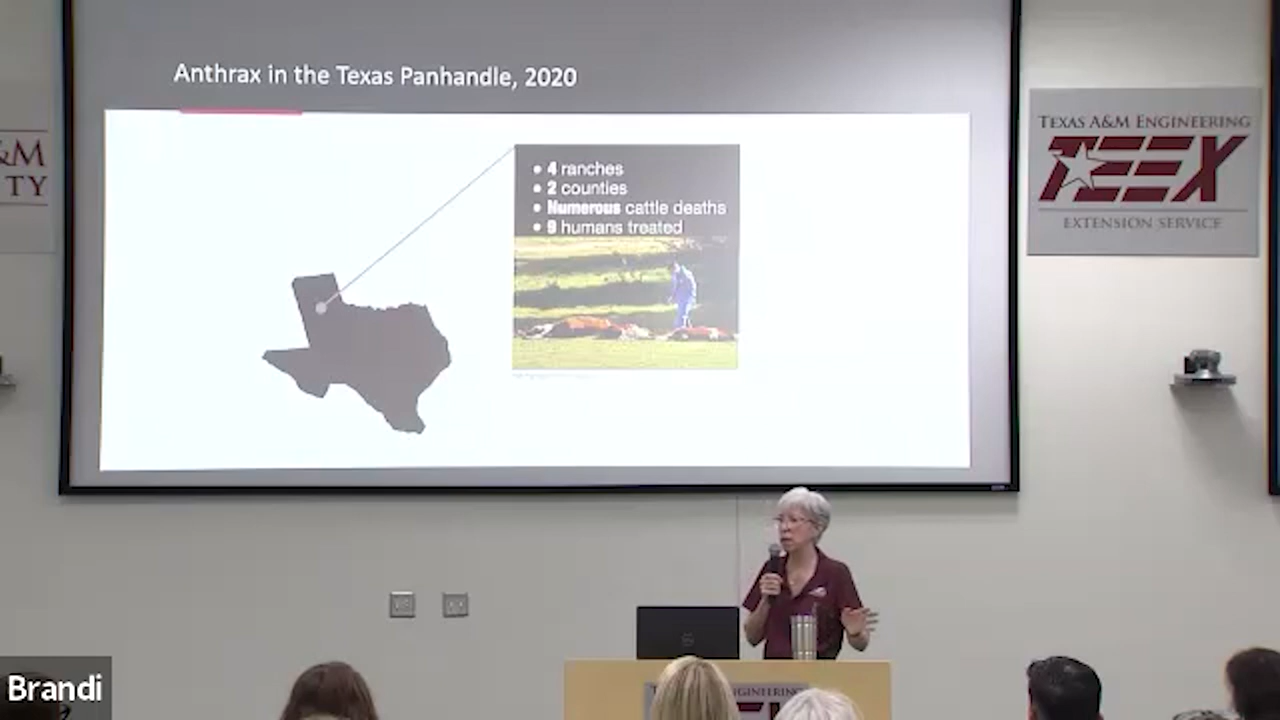 Anthrax in the Texas Panhandle, 2020
• 4 ranches
• 2 counties
• Numerous cattle deaths
• 9 humans treated
&M
TY
TEXAS A&M ENGINEERING
TEEX
EXTENSION SERVICE
Brandi